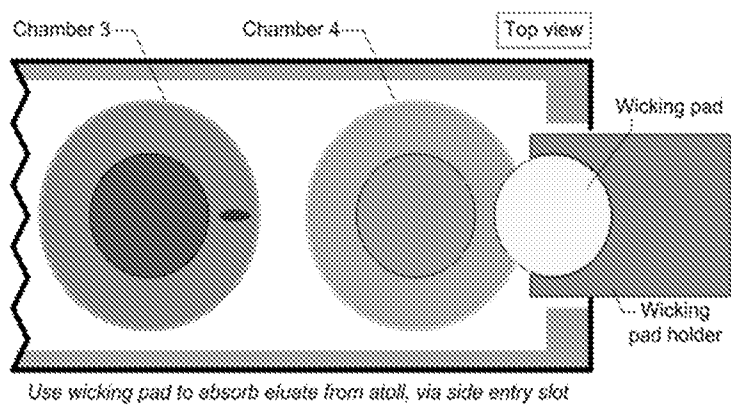 Chamber 3
Chamber 4
Top view
Wicking pad
Wicking
pad holder
Use wicking pad to absorb eluate from atoll, via side entry slot